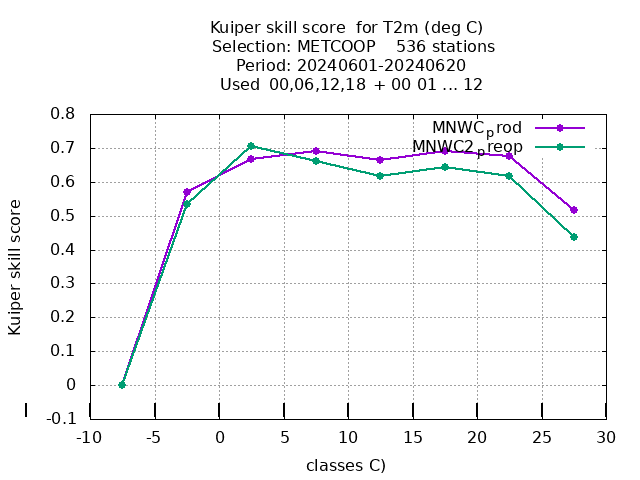 Kuiper skill score for T2m (deg C)
Selection: METCOOP 536 stations
Period: 20240601-20240620
Used 00,06,12,18 + 00 01 ... 12
MNWCprod
MNWC2preop
0.8
0.7
0.6
0.5
0.4
0.3
0.2
0.1
0
-0.1
Kuiper skill score
-10 -5 0 5 10 15 20 25 30
classes C)